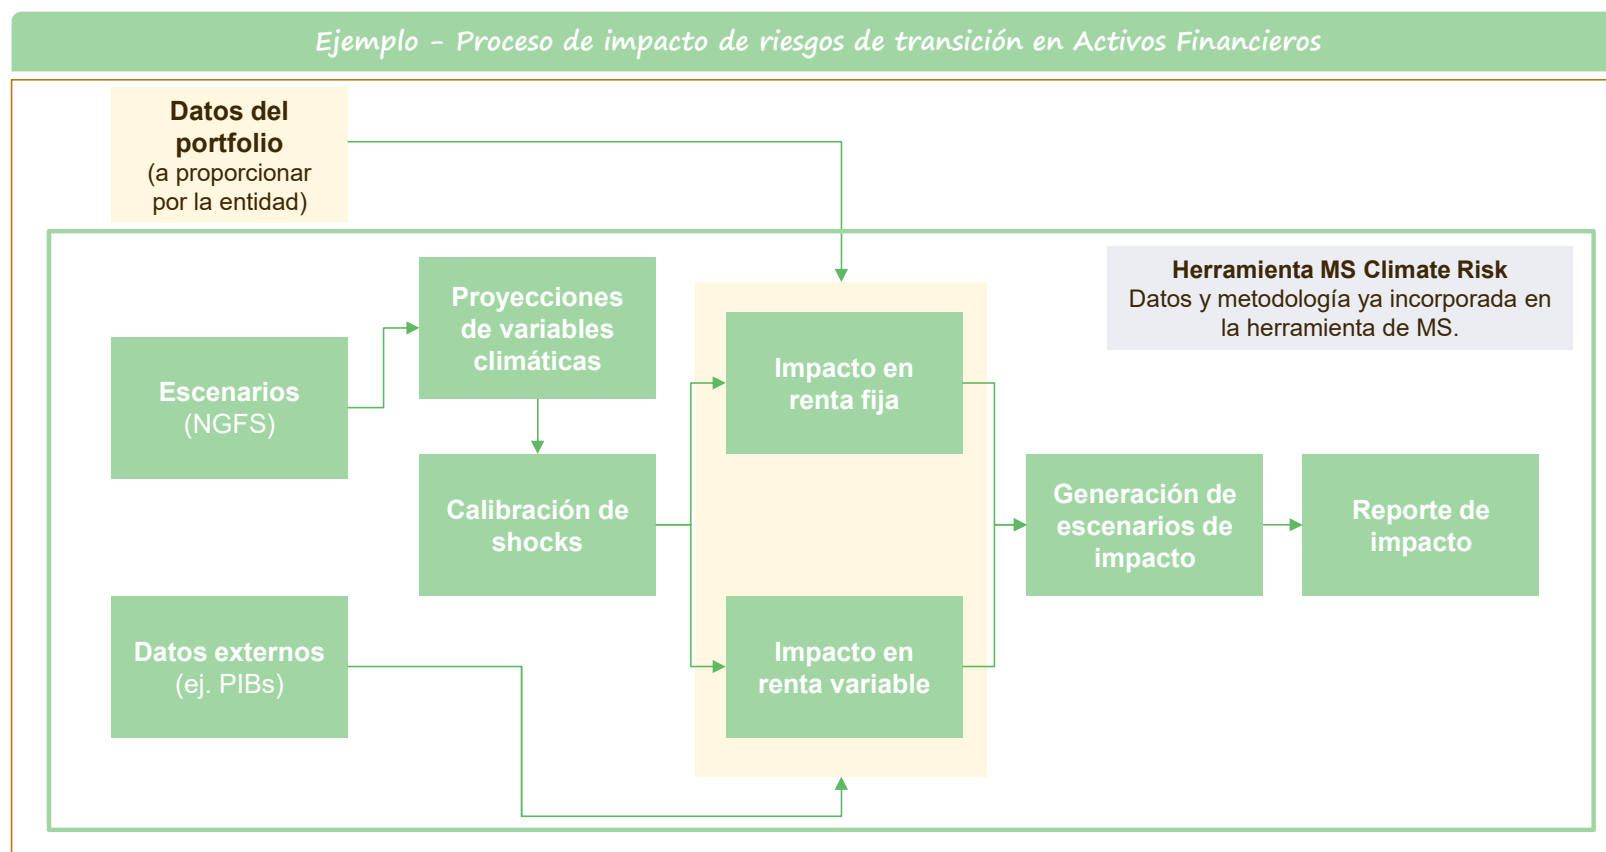 Ejemplo - Proceso de impacto de riesgos de transición en Activos Financieros
Datos del
portfolio
(a proporcionar
por la entidad)
Herramienta MS Climate Risk
Datos y metodología ya incorporada en
la herramienta de MS.
Proyecciones
de variables
climáticas
Escenarios
(NGFS)
Impacto en
renta fija
Calibración de
shocks
Generación de
escenarios de
impacto
Reporte de
impacto
Datos externos
(ej. PIBs)
Impacto en
renta variable